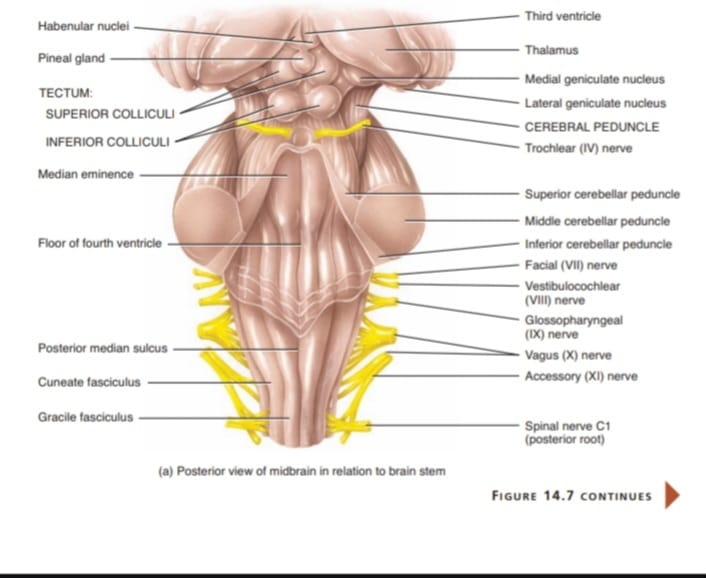 Habenular nuclei
Pineal gland
TECTUM:
SUPERIOR COLLICULI
INFERIOR COLLICULI
Median eminence
Floor of fourth ventricle
Posterior median sulcus
Cuneate fasciculus
Gracile fasciculus
Third ventricle
Thalamus
Medial geniculate nucleus
Lateral geniculate nucleus
CEREBRAL PEDUNCLE
Trochlear (IV) nerve
Superior cerebellar peduncle
Middle cerebellar peduncle
Inferior cerebellar peduncle
Facial (VII) nerve
Vestibulocochlear
(VIII) nerve
Glossopharyngeal
(IX) nerve
Vagus (X) nerve
Accessory (XI) nerve
Spinal nerve C1
(posterior root)
(a) Posterior view of midbrain in relation to brain stem
FIGURE 14.7 CONTINUES